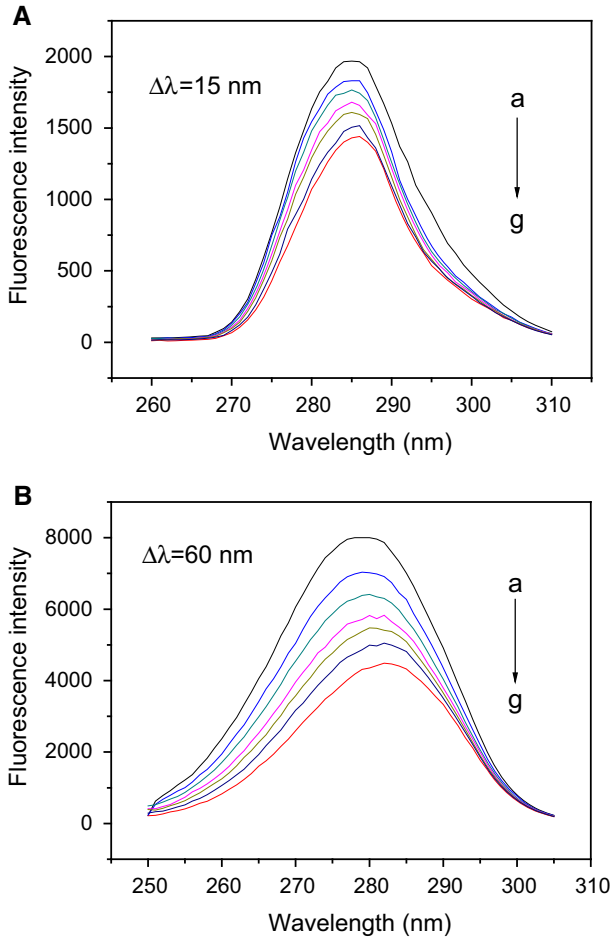 A
Δλ=15 nm
a
g
Fluorescence intensity
2000
1500
1000
500
0
260 270 280 290 300 310
Wavelength (nm)
B
Δλ=60 nm
a
g
Fluorescence intensity
8000
6000
4000
2000
0
250 260 270 280 290 300 310
Wavelength (nm)